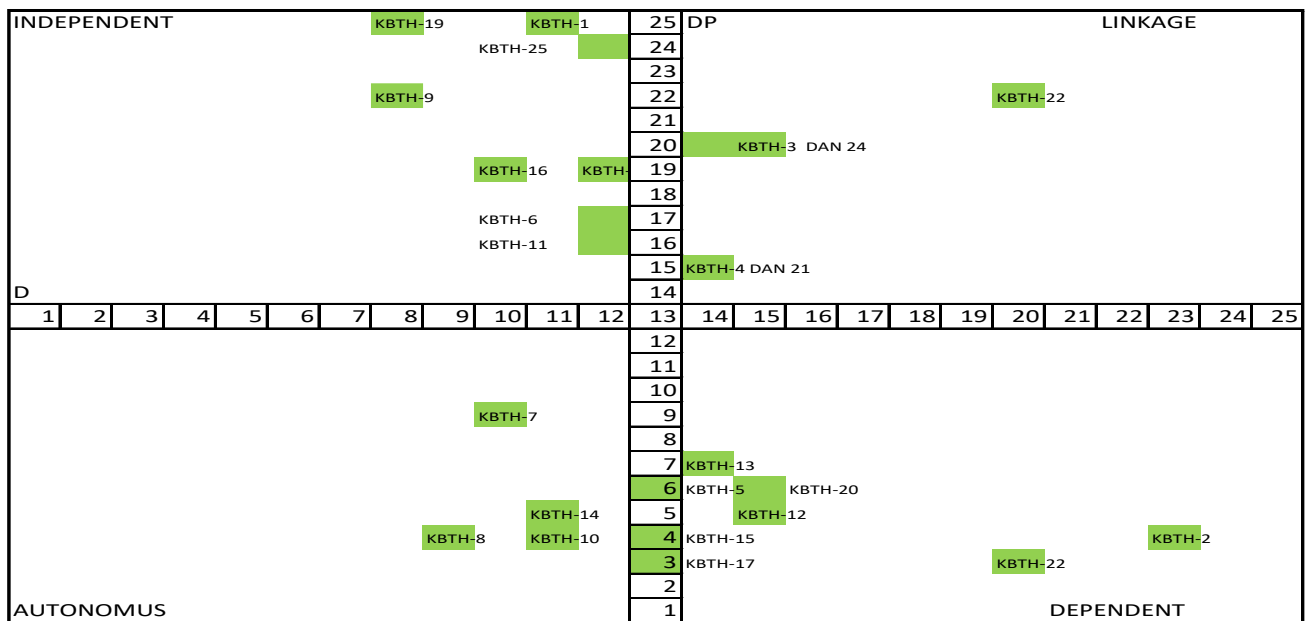 INDEPENDENT KBTH-19 KBTH-1 25 DP LINKAGE
KBTH-25 24
23
KBTH-9 22 KBTH-22
21
20 KBTH-3 DAN 24
KBTH-16 KBTH- 19
18
KBTH-6 17
KBTH-11 16
15 KBTH-4 DAN 21
D 14
1 2 3 4 5 6 7 8 9 10 11 12 13 14 15 16 17 18 19 20 21 22 23 24 25
12
11
10
KBTH-7 9
8
7 KBTH-13
6 KBTH-5 KBTH-20
KBTH-14 5 KBTH-12
KBTH-8 KBTH-10 4 KBTH-15 KBTH-2
3 KBTH-17 KBTH-22
2
AUTONOMUS 1 DEPENDENT